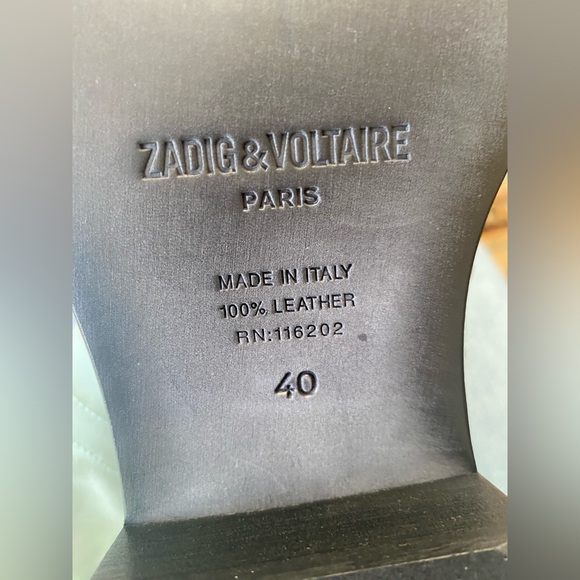 ZADIG & VOLTAIRE
PARIS
MADE IN ITALY
100% LEATHER
RN:116202
40